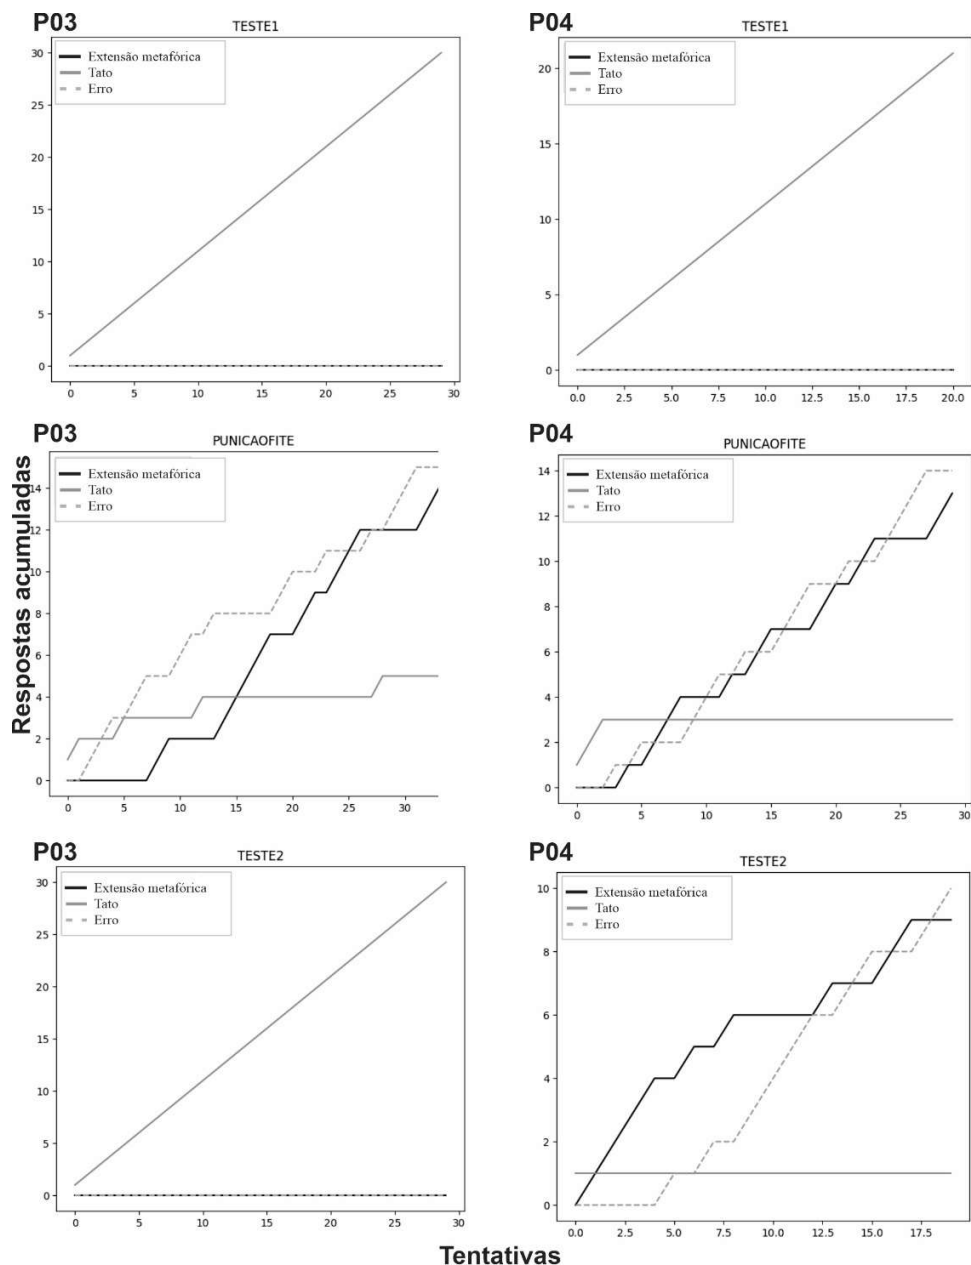 P03
TESTE1
Extensão metafórica
Tato
Erro
30
25
20
15
10
5
0
0 5 10 15 20 25 30
P04
TESTE1
Extensão metafórica
Tato
Erro
20
15
10
5
0
0.0 2.5 5.0 7.5 10.0 12.5 15.0 17.5 20.0
Respostas acumuladas
P03
PUNICAOFITE
Extensão metafórica
Tato
Erro
14
12
10
8
6
4
2
0
0 5 10 15 20 25 30
P04
PUNICAOFITE
Extensão metafórica
Tato
Erro
14
12
10
8
6
4
2
0
0 5 10 15 20 25 30
P03
TESTE2
Extensão metafórica
Tato
Erro
30
25
20
15
10
5
0
0 5 10 15 20 25 30
P04
TESTE2
Extensão metafórica
Tato
Erro
10
8
6
4
2
0
0.0 2.5 5.0 7.5 10.0 12.5 15.0 17.5
Tentativas